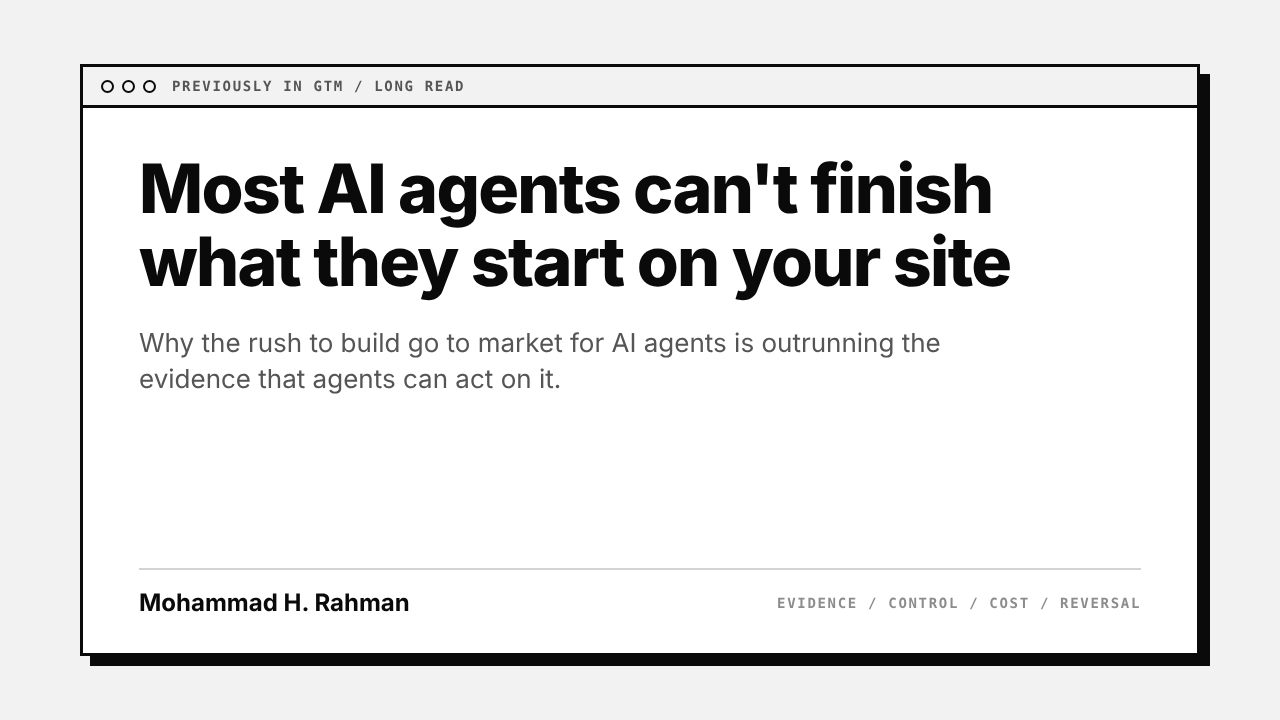 PREVIOUSLY IN GTM / LONG READ
Most AI agents can't finish
what they start on your site
Why the rush to build go to market for AI agents is outrunning the
evidence that agents can act on it.
Mohammad H. Rahman
EVIDENCE / CONTROL / COST / REVERSAL